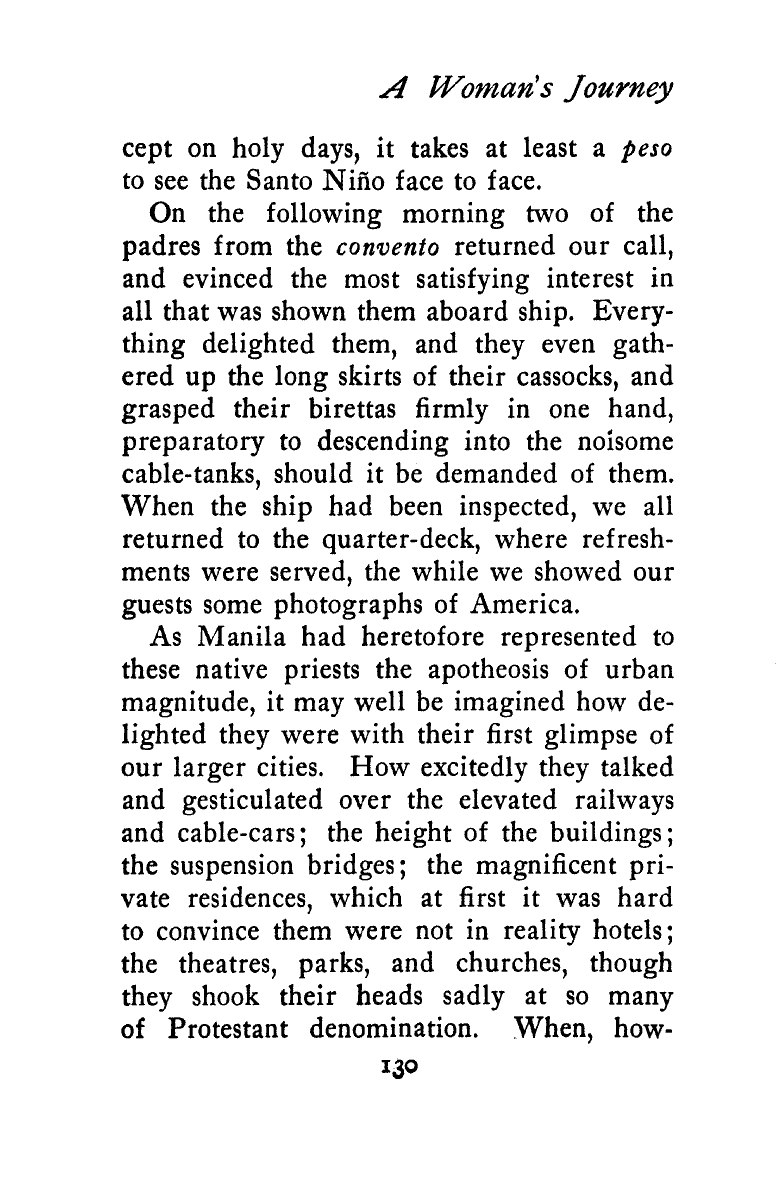 A Woman's Journey
cept on holy days, it takes at least a peso
to see the Santo Niño face to face.
On the following morning two of the
padres from the convento returned our call,
and evinced the most satisfying interest in
all that was shown them aboard ship. Every-
thing delighted them, and they even gath-
ered up the long skirts of their cassocks, and
grasped their birettas firmly in one hand,
preparatory to descending into the noisome
cable-tanks, should it be demanded of them.
When the ship had been inspected, we all
returned to the quarter-deck, where refresh-
ments were served, the while we showed our
guests some photographs of America.
As Manila had heretofore represented to
these native priests the apotheosis of urban
magnitude, it may well be imagined how de-
lighted they were with their first glimpse of
our larger cities. How excitedly they talked
and gesticulated over the elevated railways
and cable-cars; the height of the buildings;
the suspension bridges; the magnificent pri-
vate residences, which at first it was hard
to convince them were not in reality hotels;
the theatres, parks, and churches, though
they shook their heads sadly at so many
of Protestant denomination. When, how-
130